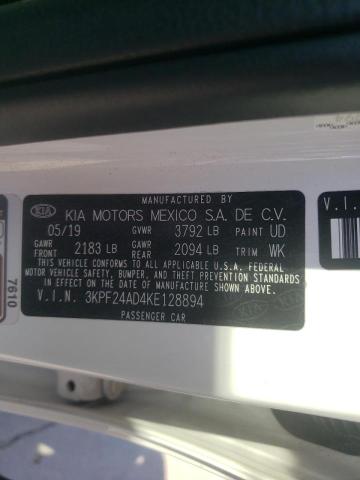 MANUFACTURED BY
KIA KIA MOTORS MEXICO S.A. DE C.V.
05/19 GVWR 3792 LB PAINT UD
GAWR FRONT 2183 LB GAWR REAR 2094 LB TRIM WK
THIS VEHICLE CONFORMS TO ALL APPLICABLE U.S.A. FEDERAL
MOTOR VEHICLE SAFETY, BUMPER, AND THEFT PREVENTION STANDARDS
IN EFFECT ON THE DATE OF MANUFACTURE SHOWN ABOVE.
V.I.N. 3KPF24AD4KE128894
PASSENGER CAR
7610
V.I.